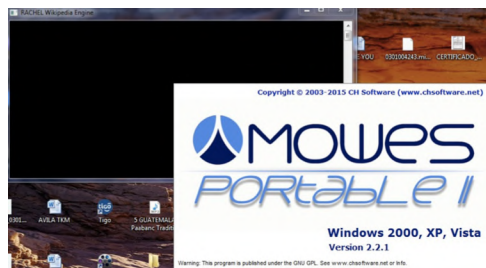 RACHEL Wikipedia Engine
0301004243.mi...
CERTIFICADO_...
Copyright © 2003-2015 CH Software (www.chsoftware.net)
MOWES
PORTABLE II
AVILA TKM
Tigo
5 GUATEMALA
Windows 2000, XP, Vista
Version 2.2.1
Warning: This program is published under the GNU GPL. See www.chsoftware.net or Info.